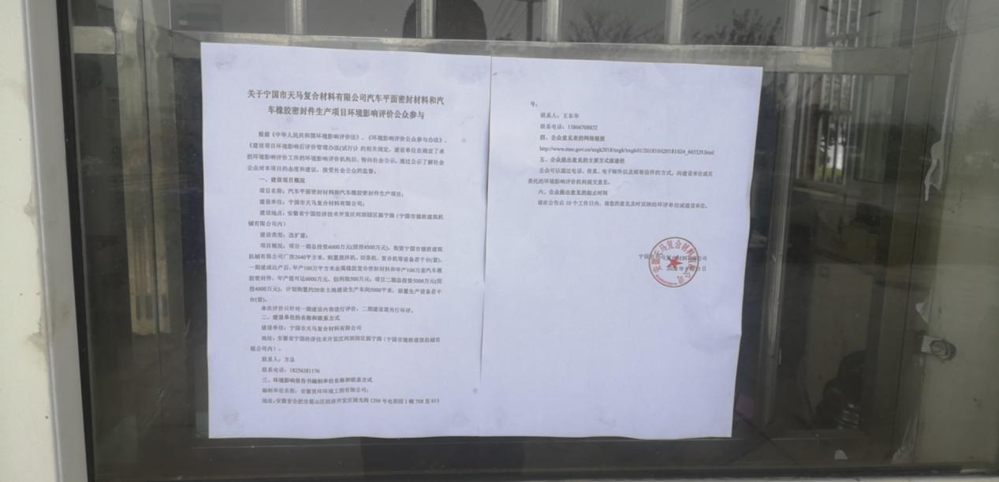 关于宁国市天马复合材料有限公司汽车平面密封材料和汽
车橡胶密封件生产项目环境影响评价公众参与
根据《中华人民共和国环境影响评价法》、《环境影响评价公众参与办法》、
《建设项目环境影响后评价管理办法(试行)》的相关规定，建设单位在确定了承
担环境影响评价工作的环境影响评价机构后，特向社会公示，通过公示了解社会
公众对本项目的态度和建议，接受社会公众的监督。
一、建设项目概况
项目名称：汽车平面密封材料和汽车橡胶密封件生产项目；
建设单位：宁国市天马复合材料有限公司；
建设地点：安徽省宁国经济技术开发区河沥园区振宁路（宁国市德胜建筑机
械有限公司内）
建设类型：改扩建；
项目概况：项目一期总投资6000万元(固投4500万元)，租赁宁国市德胜建筑
机械有限公司厂房2640平方米，购置搅拌机、切条机、复合机等设备若干台(套)，
一期建成达产后，年产100万平方米金属橡胶复合密封材料和年产100万套汽车橡
胶密封件，年产值可达6000万元，创利税500万元；项目二期总投资5000万元(固
投4000万元)，计划购置约20亩土地建设生产车间5000平米，添置生产设备若干
台(套)。
本次评价只针对一期建设内容进行评价，二期建设需另行环评。
二、建设单位的名称和联系方式
建设单位：宁国市天马复合材料有限公司
地址：安徽省宁国经济技术开发区河沥园区振宁路（宁国市德胜建筑机械有
限公司内）。
联系人：方总
联系电话：18256381176
三、环境影响报告书编制单位名称和联系方式
编制单位名称：安徽 环环境工程有限公司；
地址：安徽省合肥市蜀山区经济开发区湖光路1299号电商园 708至015
号；
联系人：王东华
联系电话：13866708832
四、公众意见表的网络链接
http://www.mee.gov.cn/xxgk2018/xxgk/xxgk01/201810/t20181024_665329.html
五、公众提出意见的主要方式或途径
公众可以通过电话、传真、电子邮件以及邮寄信件的方式，向建设单位或其
委托的环境影响评价机构提交意见。
六、公众提出意见的起止时间
请在公告后10个工作日内，将您的意见及时反映给环评单位或建设单位。
宁国市天马复合材料有限公司